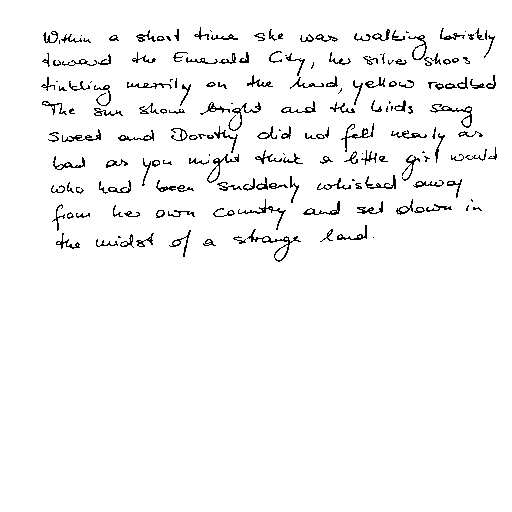 Within a short time she was walking briskly
toward the Emerald City, her silver shoes
tinkling merrily on the hard, yellow roadbed
The sun shone bright and the birds sang
sweet and Dorothy did not fell nearly as
bad as you might think a little girl would
who had been suddenly whisked away
from her own country and set down in
the midst of a strange land.